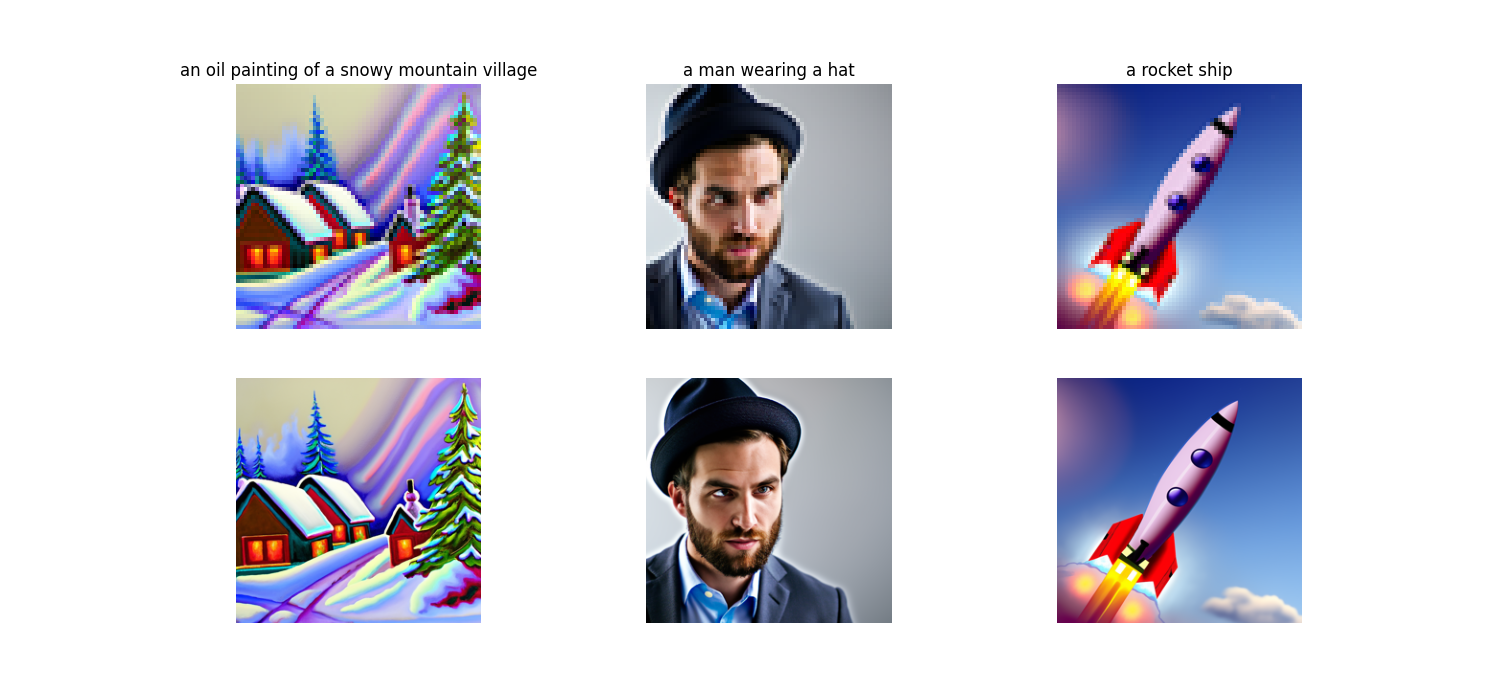 an oil painting of a snowy mountain village
a man wearing a hat
a rocket ship